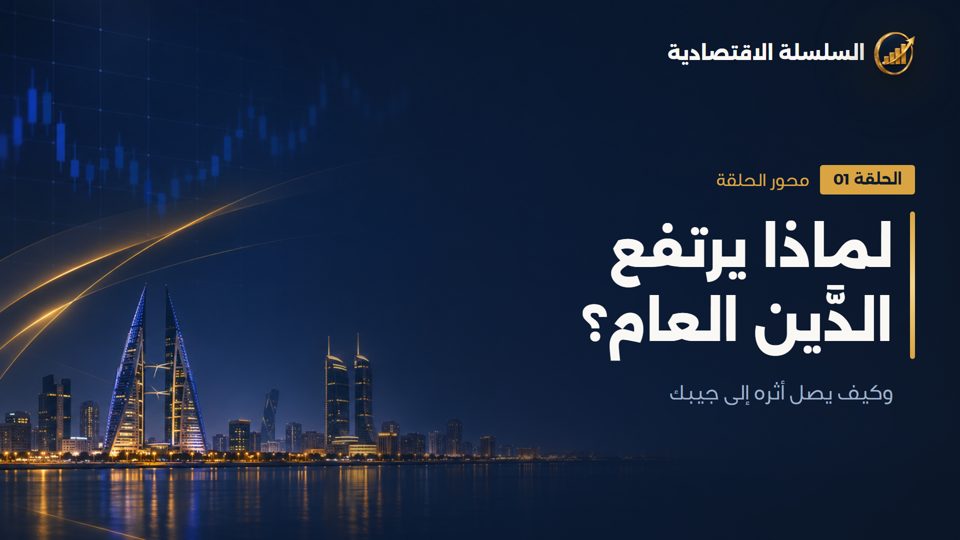 السلسلة الاقتصادية
الحلقة 01 محور الحلقة
لماذا يرتفع
الدَّين العام؟
وكيف يصل أثره إلى جيبك